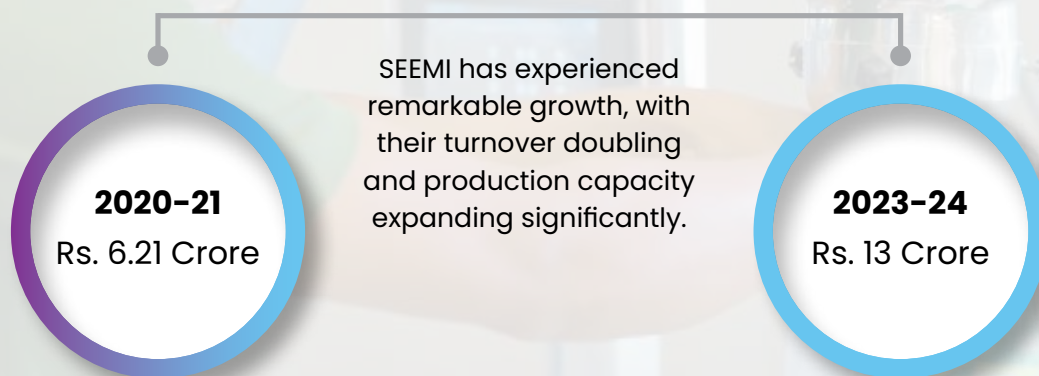 2020-21
Rs. 6.21 Crore
SEEMI has experienced
remarkable growth, with
their turnover doubling
and production capacity
expanding significantly.
2023-24
Rs. 13 Crore